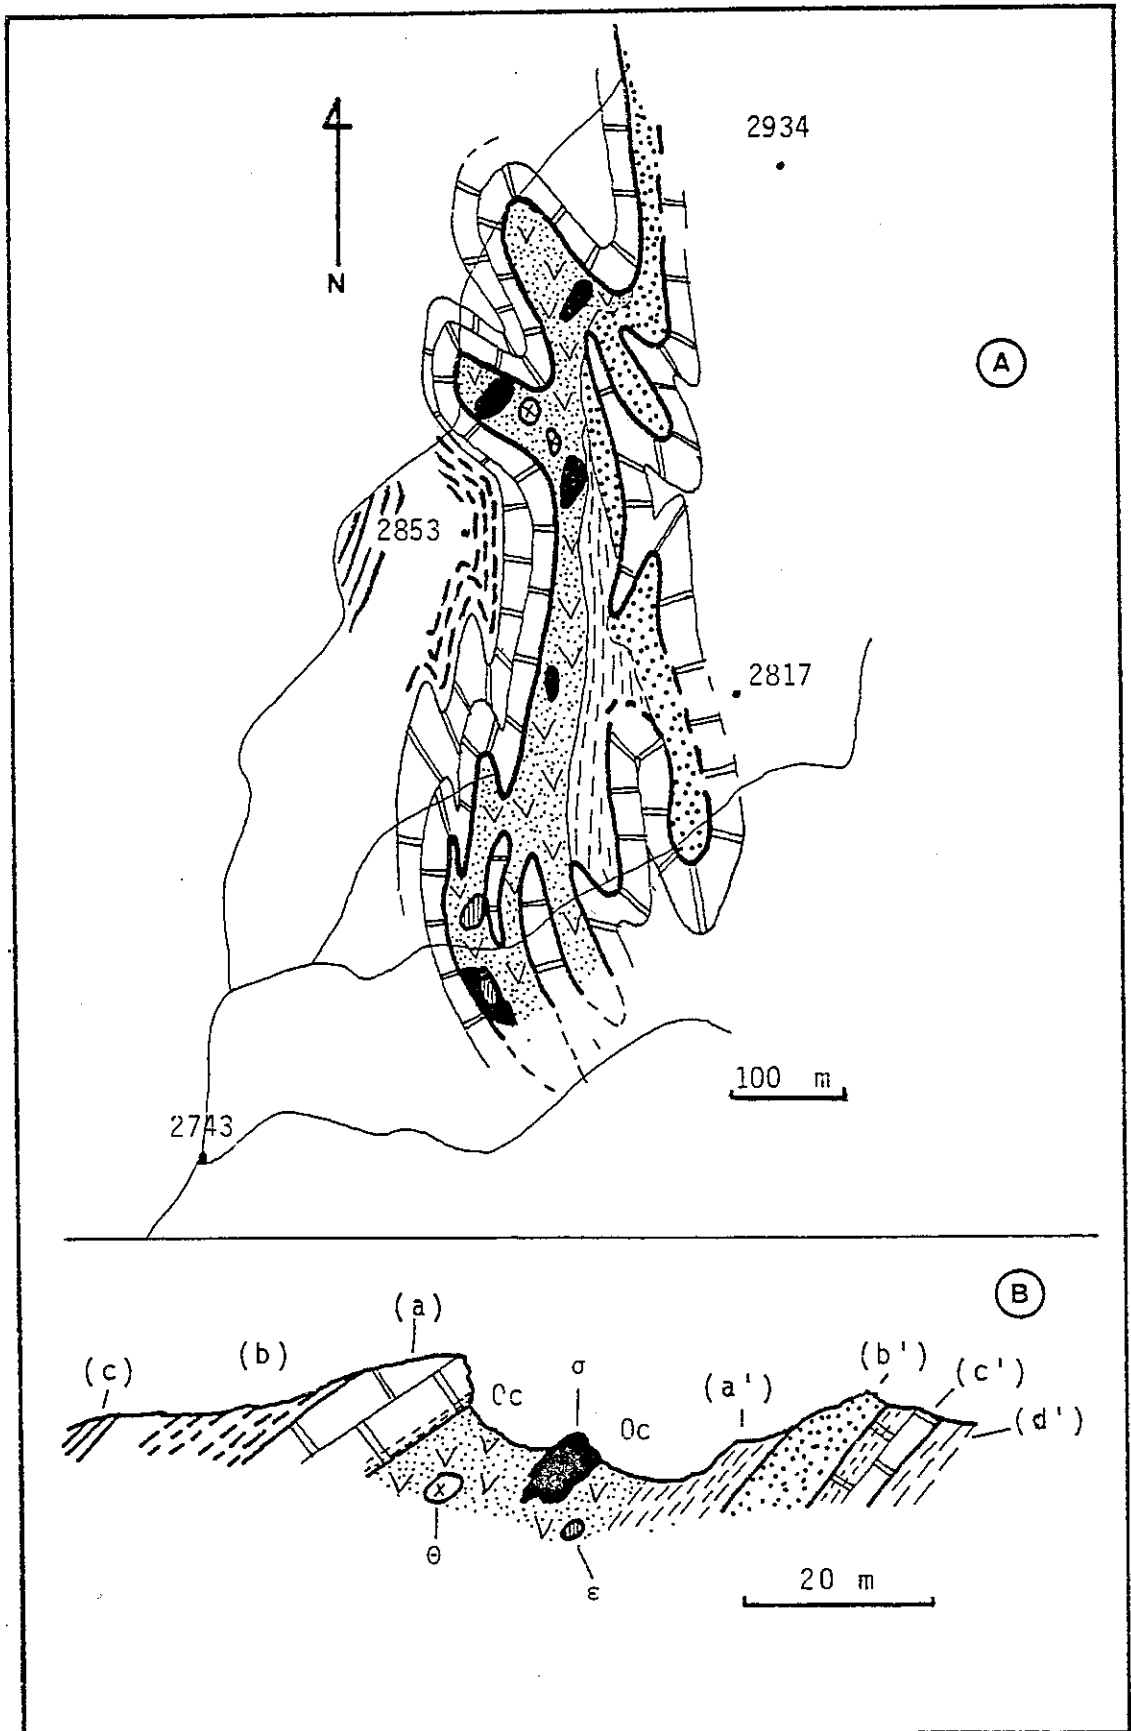 2934
N
A
2853
2817
100 m
2743
B
(a)
(b)
(c)
σ
Oc
Oc
(a')
(b')
(c')
(d')
θ
ε
20 m